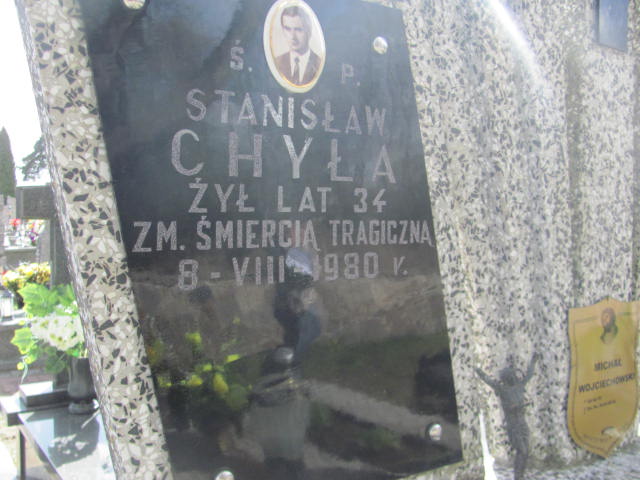 Ś. P.
STANISŁAW
CHYŁA
ŻYŁ LAT 34
ZM. ŚMIERCIĄ TRAGICZNĄ
8 - VIII - 1980 r.
MICHAŁ
WOJCIECHOWSKI